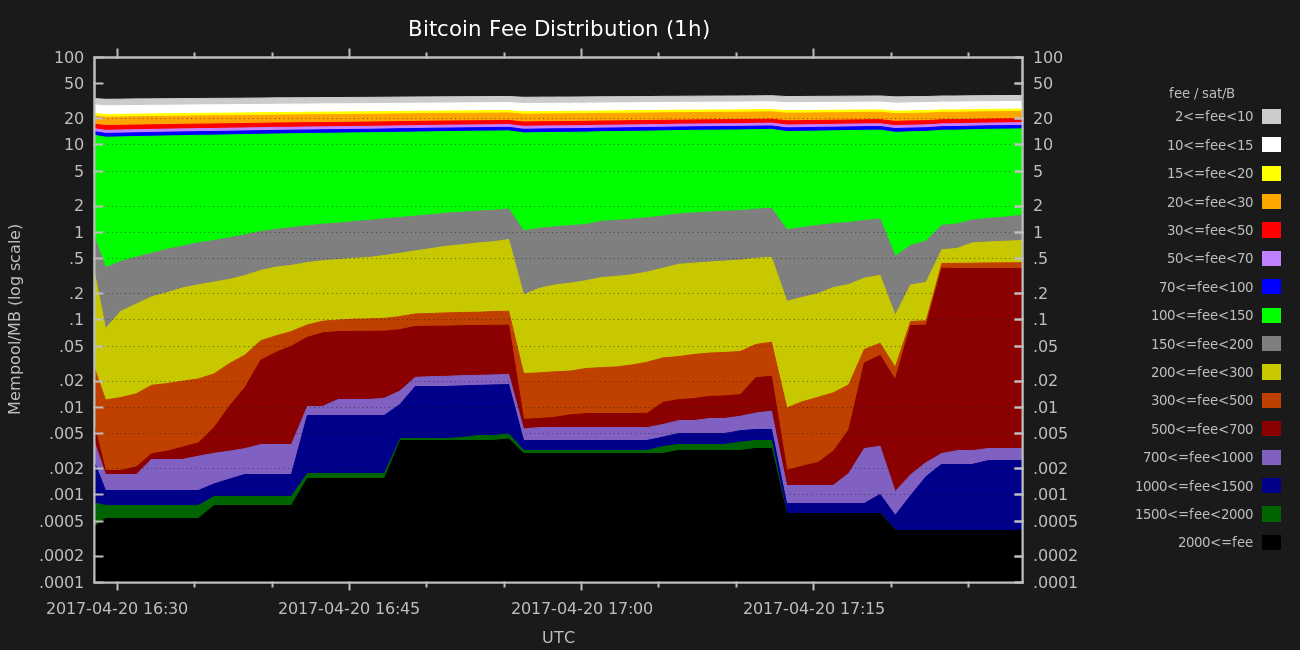 Bitcoin Fee Distribution (1h)
Mempool/MB (log scale)
100
50
20
10
5
2
1
.5
.2
.1
.05
.02
.01
.005
.002
.001
.0005
.0002
.0001
100
50
20
10
5
2
1
.5
.2
.1
.05
.02
.01
.005
.002
.001
.0005
.0002
.0001
2017-04-20 16:30
2017-04-20 16:45
2017-04-20 17:00
2017-04-20 17:15
UTC
fee / sat/B
2<=fee<10
10<=fee<15
15<=fee<20
20<=fee<30
30<=fee<50
50<=fee<70
70<=fee<100
100<=fee<150
150<=fee<200
200<=fee<300
300<=fee<500
500<=fee<700
700<=fee<1000
1000<=fee<1500
1500<=fee<2000
2000<=fee